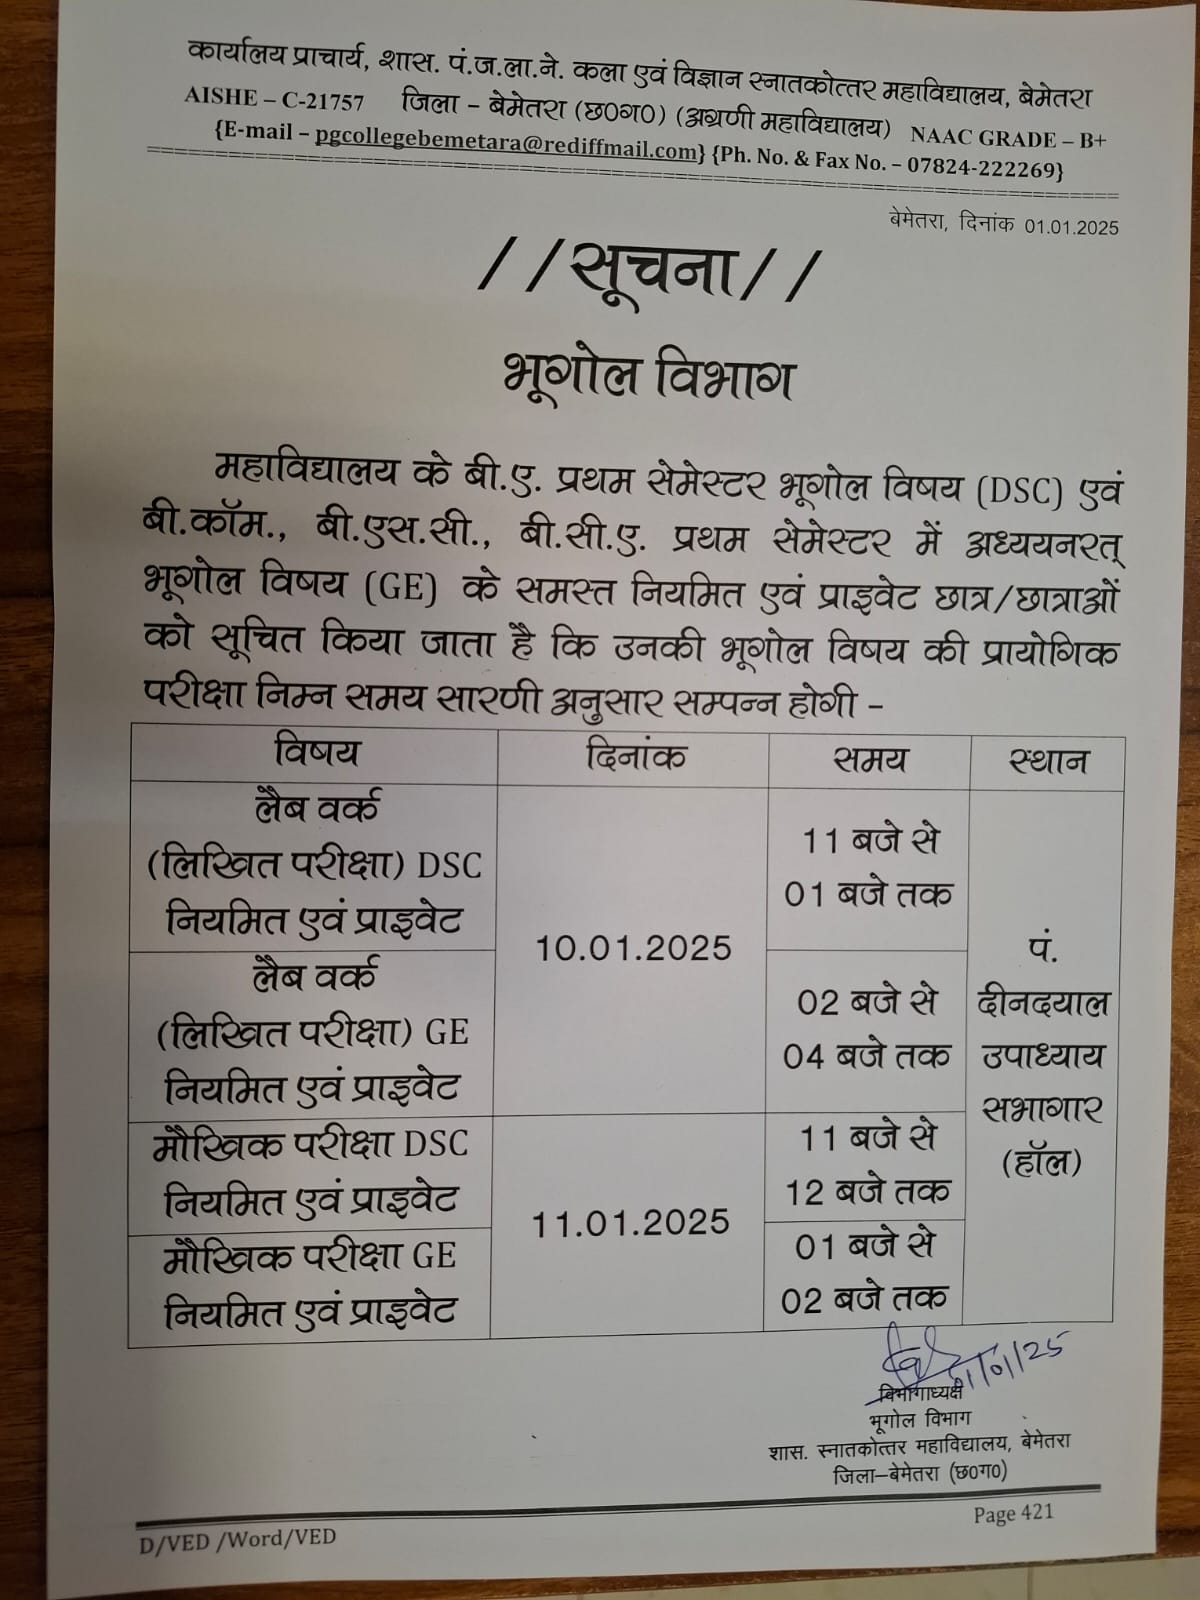 कार्यालय प्राचार्य, शास. पं.ज.ला.ने. कला एवं विज्ञान स्नातकोत्तर महाविद्यालय, बेमेतरा
AISHE – C-21757 जिला - बेमेतरा (छ0ग0) (अग्रणी महाविद्यालय) NAAC GRADE – B+
{E-mail – pgcollegebemetara@rediffmail.com} {Ph. No. & Fax No. – 07824-222269}
बेमेतरा, दिनांक 01.01.2025
//सूचना//
भूगोल विभाग
महाविद्यालय के बी.ए. प्रथम सेमेस्टर भूगोल विषय (DSC) एवं
बी.कॉम., बी.एस.सी., बी.सी.ए. प्रथम सेमेस्टर में अध्ययनरत्
भूगोल विषय (GE) के समस्त नियमित एवं प्राइवेट छात्र/छात्राओं
को सूचित किया जाता है कि उनकी भूगोल विषय की प्रायोगिक
परीक्षा निम्न समय सारणी अनुसार सम्पन्न होगी -
विषय दिनांक समय स्थान
लैब वर्क
(लिखित परीक्षा) DSC
नियमित एवं प्राइवेट
10.01.2025
11 बजे से
01 बजे तक
लैब वर्क
(लिखित परीक्षा) GE
नियमित एवं प्राइवेट
02 बजे से
04 बजे तक
पं.
दीनदयाल
उपाध्याय
सभागार
(हॉल)
मौखिक परीक्षा DSC
नियमित एवं प्राइवेट
11.01.2025
11 बजे से
12 बजे तक
मौखिक परीक्षा GE
नियमित एवं प्राइवेट
01 बजे से
02 बजे तक
01/01/25
विभागाध्यक्ष
भूगोल विभाग
शास. स्नातकोत्तर महाविद्यालय, बेमेतरा
जिला–बेमेतरा (छ0ग0)
Page 421
D/VED /Word/VED